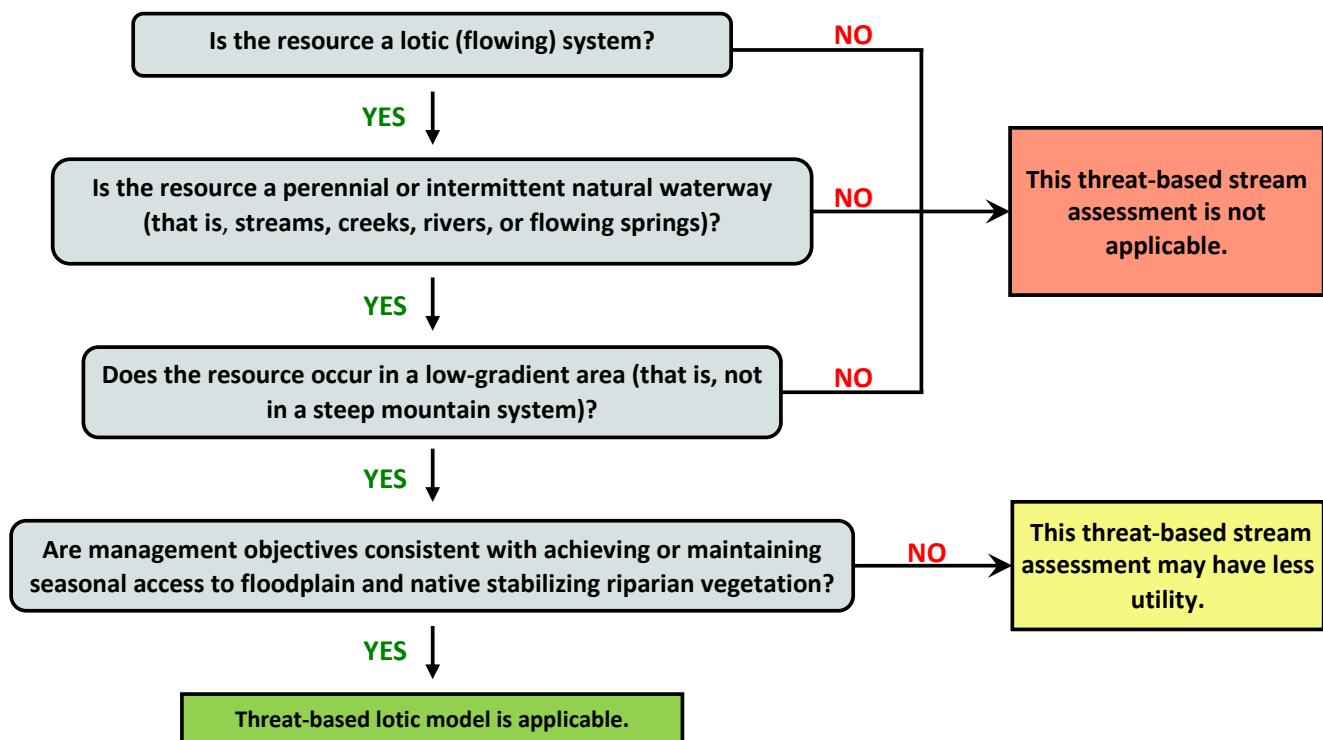 Is the resource a lotic (flowing) system?
NO
YES
Is the resource a perennial or intermittent natural waterway
(that is, streams, creeks, rivers, or flowing springs)?
NO
This threat-based stream
assessment is not
applicable.
YES
Does the resource occur in a low-gradient area (that is, not
in a steep mountain system)?
NO
YES
Are management objectives consistent with achieving or maintaining
seasonal access to floodplain and native stabilizing riparian vegetation?
NO
This threat-based stream
assessment may have less
utility.
YES
Threat-based lotic model is applicable.